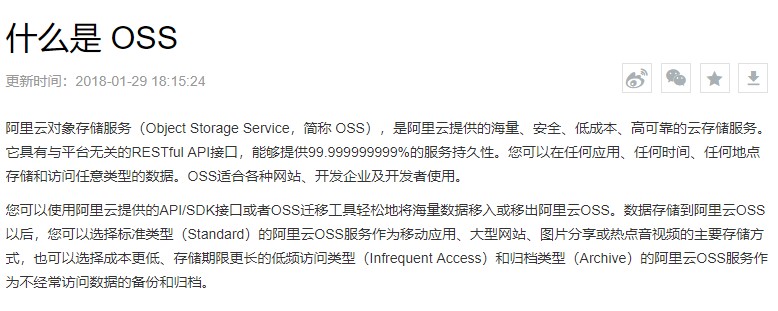 什么是 OSS
更新时间：2018-01-29 18:15:24
阿里云对象存储服务（Object Storage Service，简称 OSS），是阿里云提供的海量、安全、低成本、高可靠的云存储服务。
它具有与平台无关的RESTful API接口，能够提供99.999999999%的服务持久性。您可以在任何应用、任何时间、任何地点
存储和访问任意类型的数据。OSS适合各种网站、开发企业及开发者使用。
您可以使用阿里云提供的API/SDK接口或者OSS迁移工具轻松地将海量数据移入或移出阿里云OSS。数据存储到阿里云OSS
以后，您可以选择标准类型（Standard）的阿里云OSS服务作为移动应用、大型网站、图片分享或热点音视频的主要存储方
式，也可以选择成本更低、存储期限更长的低频访问类型（Infrequent Access）和归档类型（Archive）的阿里云OSS服务作
为不经常访问数据的备份和归档。